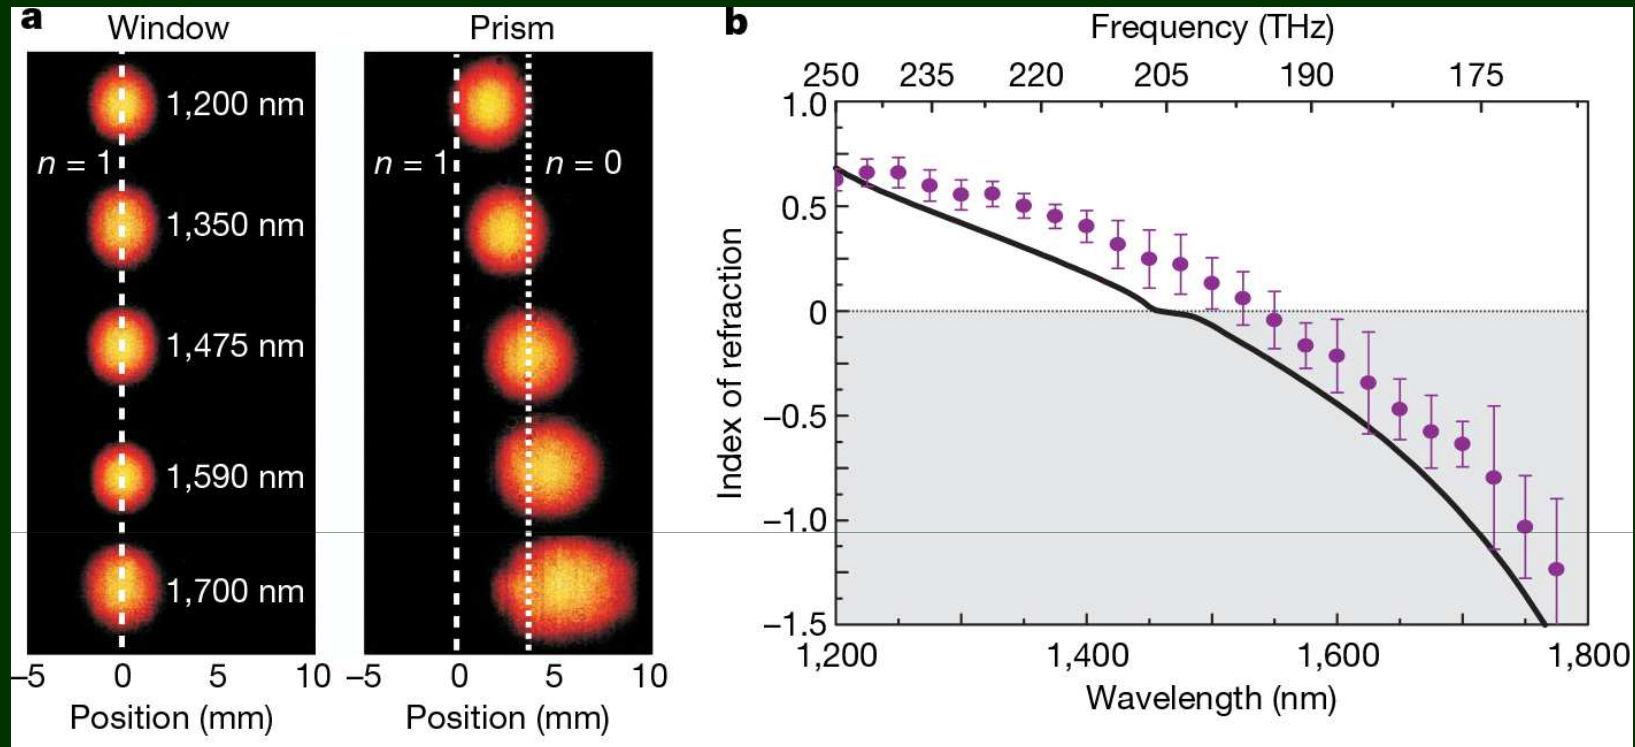 a
Window
Prism
1,200 nm
n = 1
1,350 nm
1,475 nm
1,590 nm
1,700 nm
n = 1
n = 0
–5 0 5 10
–5 0 5 10
Position (mm)
Position (mm)
b
Frequency (THz)
250 235 220 205 190 175
1.0
0.5
0
–0.5
–1.0
–1.5
Index of refraction
1,200 1,400 1,600 1,800
Wavelength (nm)